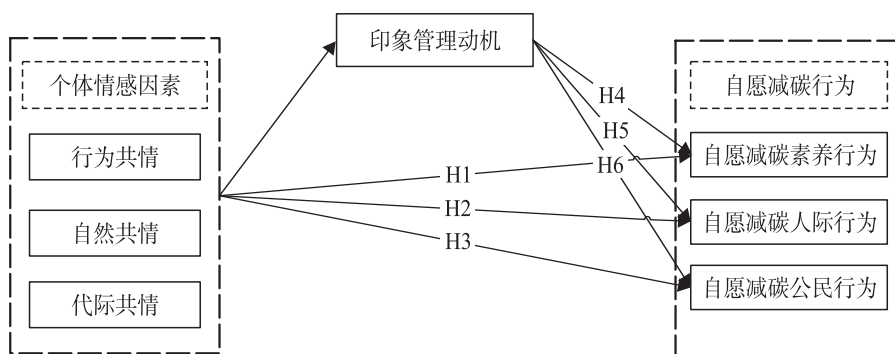 印象管理动机
个体情感因素
行为共情
自然共情
代际共情
H1
H2
H3
H4
H5
H6
自愿减碳行为
自愿减碳素养行为
自愿减碳人际行为
自愿减碳公民行为